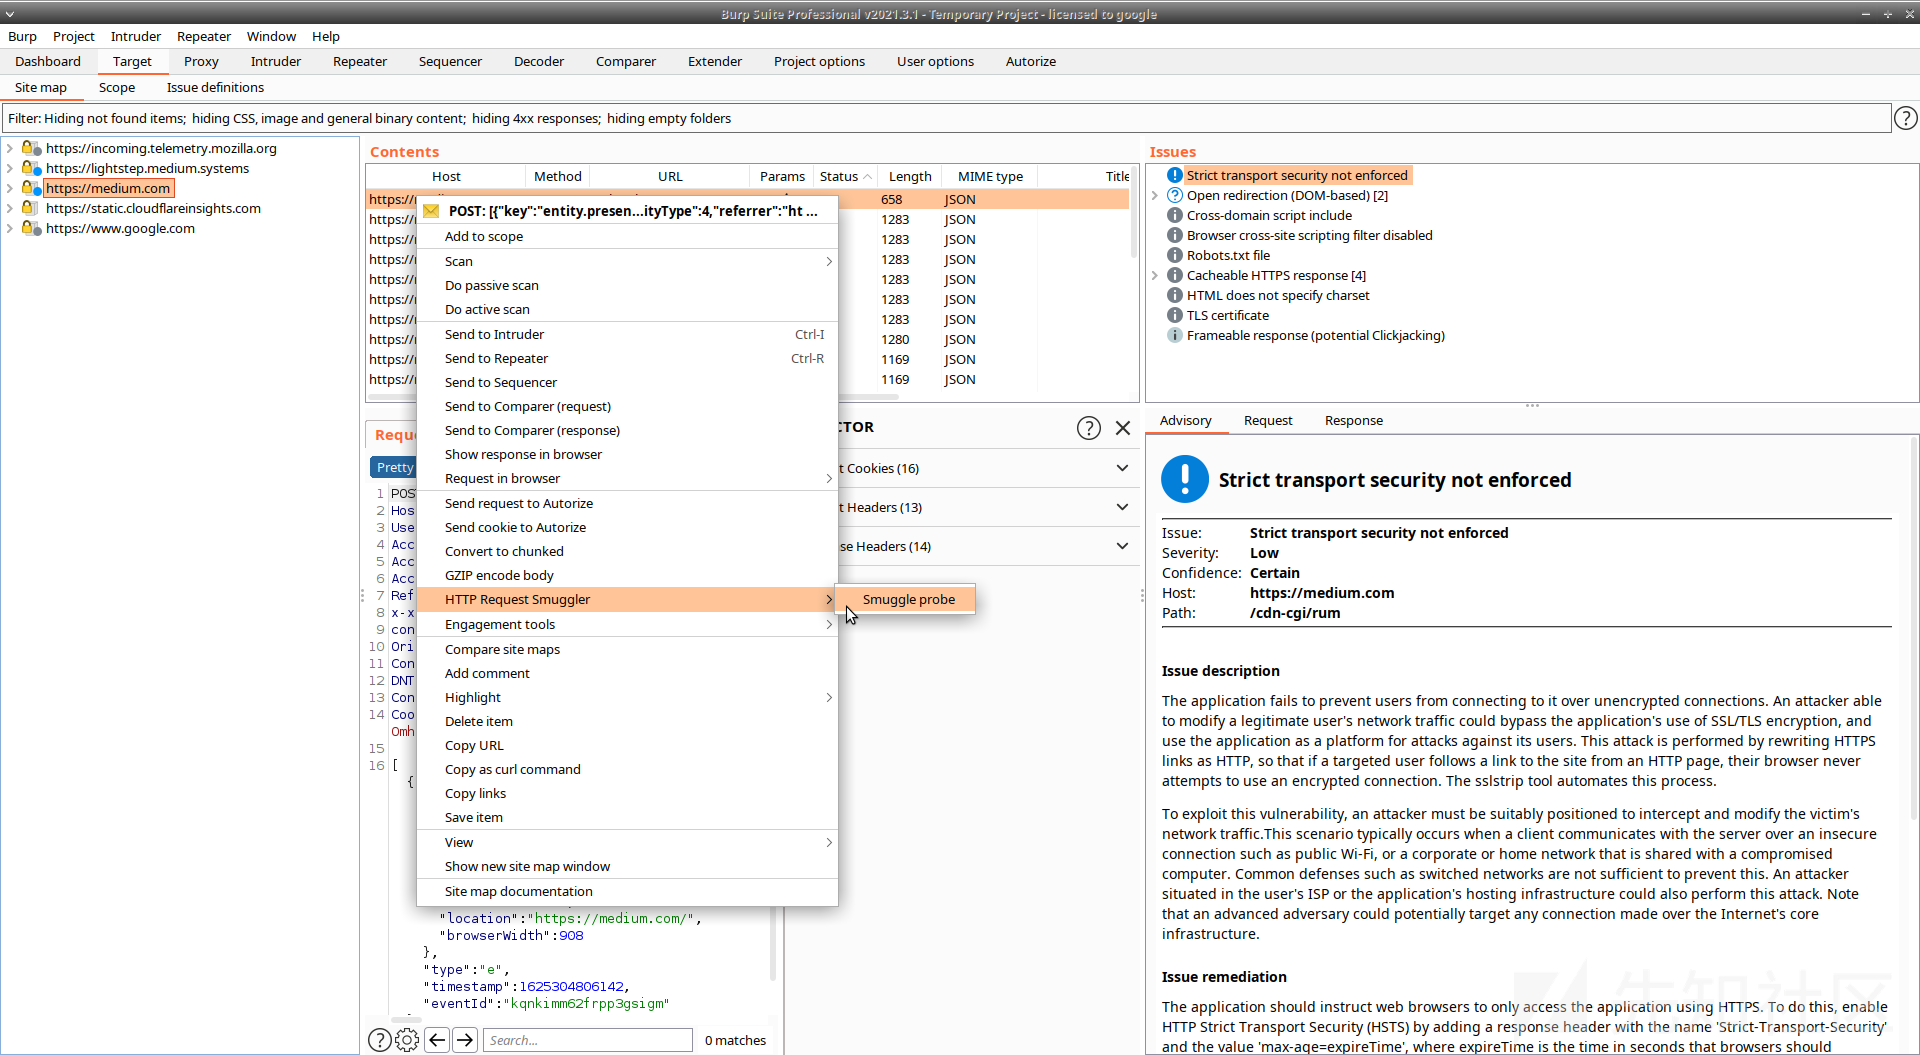 Burp Suite Professional v2021.3.1 - Temporary Project - licensed to google
Burp Project Intruder Repeater Window Help
Dashboard Target Proxy Intruder Repeater Sequencer Decoder Comparer Extender Project options User options Autorize
Site map Scope Issue definitions
Filter: Hiding not found items; hiding CSS, image and general binary content; hiding 4xx responses; hiding empty folders
https://incoming.telemetry.mozilla.org
https://lightstep.medium.systems
https://medium.com
https://static.cloudflareinsights.com
https://www.google.com
Contents
Host Method URL Params Status Length MIME type Title
https:// 658 JSON
https:// 1283 JSON
https:// 1283 JSON
https:// 1283 JSON
https:// 1283 JSON
https:// 1283 JSON
https:// 1283 JSON
https:// 1280 JSON
https:// 1169 JSON
https:// 1169 JSON
POST: [{"key":"entity.presen...ityType":4,"referrer":"ht ...
Add to scope
Scan
Do passive scan
Do active scan
Send to Intruder Ctrl-I
Send to Repeater Ctrl-R
Send to Sequencer
Send to Comparer (request)
Send to Comparer (response)
Show response in browser
Request in browser
Send request to Autorize
Send cookie to Autorize
Convert to chunked
GZIP encode body
HTTP Request Smuggler
Smuggle probe
Engagement tools
Compare site maps
Add comment
Highlight
Delete item
Copy URL
Copy as curl command
Copy links
Save item
View
Show new site map window
Site map documentation
Requ
Pretty
1 POS
2 Hos
3 Use
4 Acc
5 Acc
6 Acc
7 Ref
8 x-x
9 con
10 Ori
11 Con
12 DNT
13 Con
14 Coo
Omh
15
16 [
{
"location":"https://medium.com/",
"browserWidth":908
},
"type":"e",
"timestamp":1625304806142,
"eventId":"kqnkimm62frpp3gsigm"
Search...
0 matches
CTOR
t Cookies (16)
t Headers (13)
se Headers (14)
Issues
Strict transport security not enforced
Open redirection (DOM-based) [2]
Cross-domain script include
Browser cross-site scripting filter disabled
Robots.txt file
Cacheable HTTPS response [4]
HTML does not specify charset
TLS certificate
Frameable response (potential Clickjacking)
Advisory Request Response
Strict transport security not enforced
Issue: Strict transport security not enforced
Severity: Low
Confidence: Certain
Host: https://medium.com
Path: /cdn-cgi/rum
Issue description
The application fails to prevent users from connecting to it over unencrypted connections. An attacker able
to modify a legitimate user's network traffic could bypass the application's use of SSL/TLS encryption, and
use the application as a platform for attacks against its users. This attack is performed by rewriting HTTPS
links as HTTP, so that if a targeted user follows a link to the site from an HTTP page, their browser never
attempts to use an encrypted connection. The sslstrip tool automates this process.
To exploit this vulnerability, an attacker must be suitably positioned to intercept and modify the victim's
network traffic.This scenario typically occurs when a client communicates with the server over an insecure
connection such as public Wi-Fi, or a corporate or home network that is shared with a compromised
computer. Common defenses such as switched networks are not sufficient to prevent this. An attacker
situated in the user's ISP or the application's hosting infrastructure could also perform this attack. Note
that an advanced adversary could potentially target any connection made over the Internet's core
infrastructure.
Issue remediation
The application should instruct web browsers to only access the application using HTTPS. To do this, enable
HTTP Strict Transport Security (HSTS) by adding a response header with the name 'Strict-Transport-Security'
and the value 'max-age=expireTime', where expireTime is the time in seconds that browsers should
先知社区